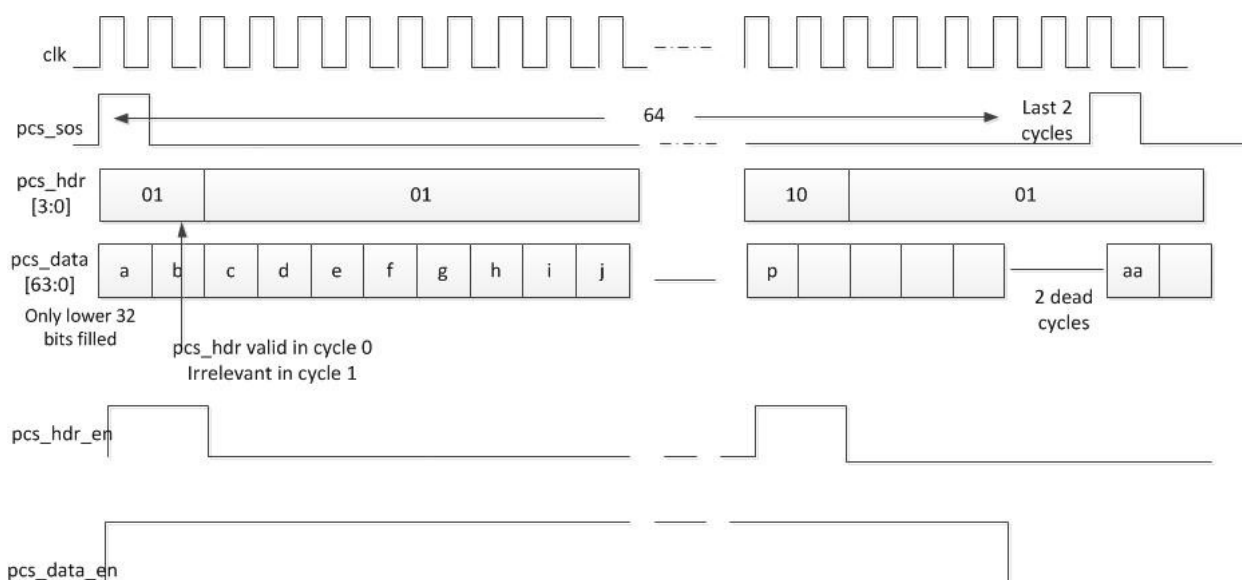 clk
pcs_sos
64
Last 2
cycles
pcs_hdr
[3:0]
01
01
10
01
pcs_data
[63:0]
a
b
c
d
e
f
g
h
i
j
p
aa
Only lower 32
bits filled
2 dead
cycles
pcs_hdr valid in cycle 0
Irrelevant in cycle 1
pcs_hdr_en
pcs_data_en